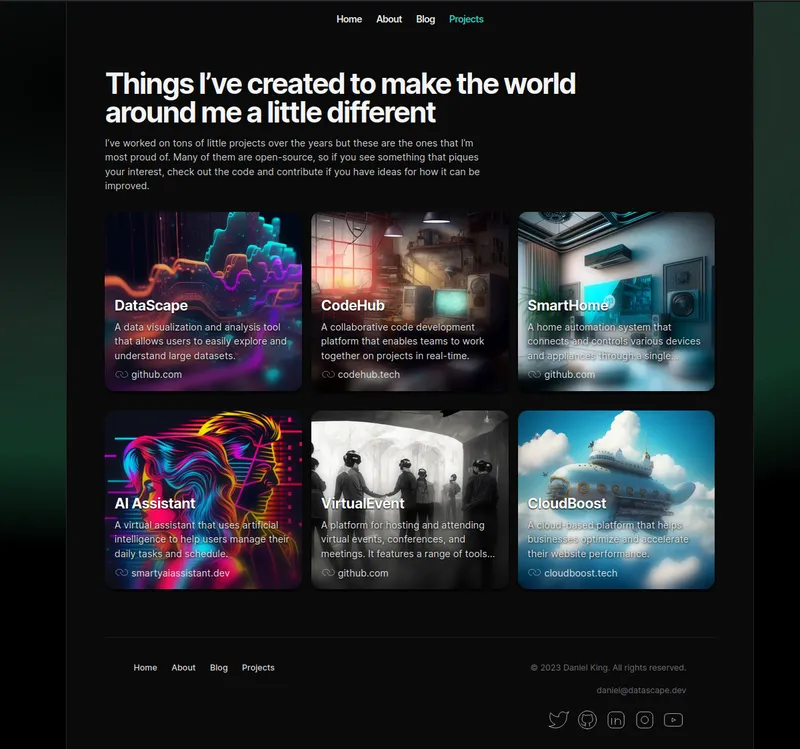 Home About Blog Projects
Things I’ve created to make the world
around me a little different
I’ve worked on tons of little projects over the years but these are the ones that I’m
most proud of. Many of them are open-source, so if you see something that piques
your interest, check out the code and contribute if you have ideas for how it can be
improved.
DataScape
A data visualization and analysis tool
that allows users to easily explore and
understand large datasets.
github.com
CodeHub
A collaborative code development
platform that enables teams to work
together on projects in real-time.
codehub.tech
SmartHome
A home automation system that
connects and controls various devices
and appliances through a single...
github.com
AI Assistant
A virtual assistant that uses artificial
intelligence to help users manage their
daily tasks and schedule.
smartyaiassistant.dev
VirtualEvent
A platform for hosting and attending
virtual events, conferences, and
meetings. It features a range of tools...
github.com
CloudBoost
A cloud-based platform that helps
businesses optimize and accelerate
their website performance.
cloudboost.tech
Home About Blog Projects
© 2023 Daniel King. All rights reserved.
daniel@datascape.dev